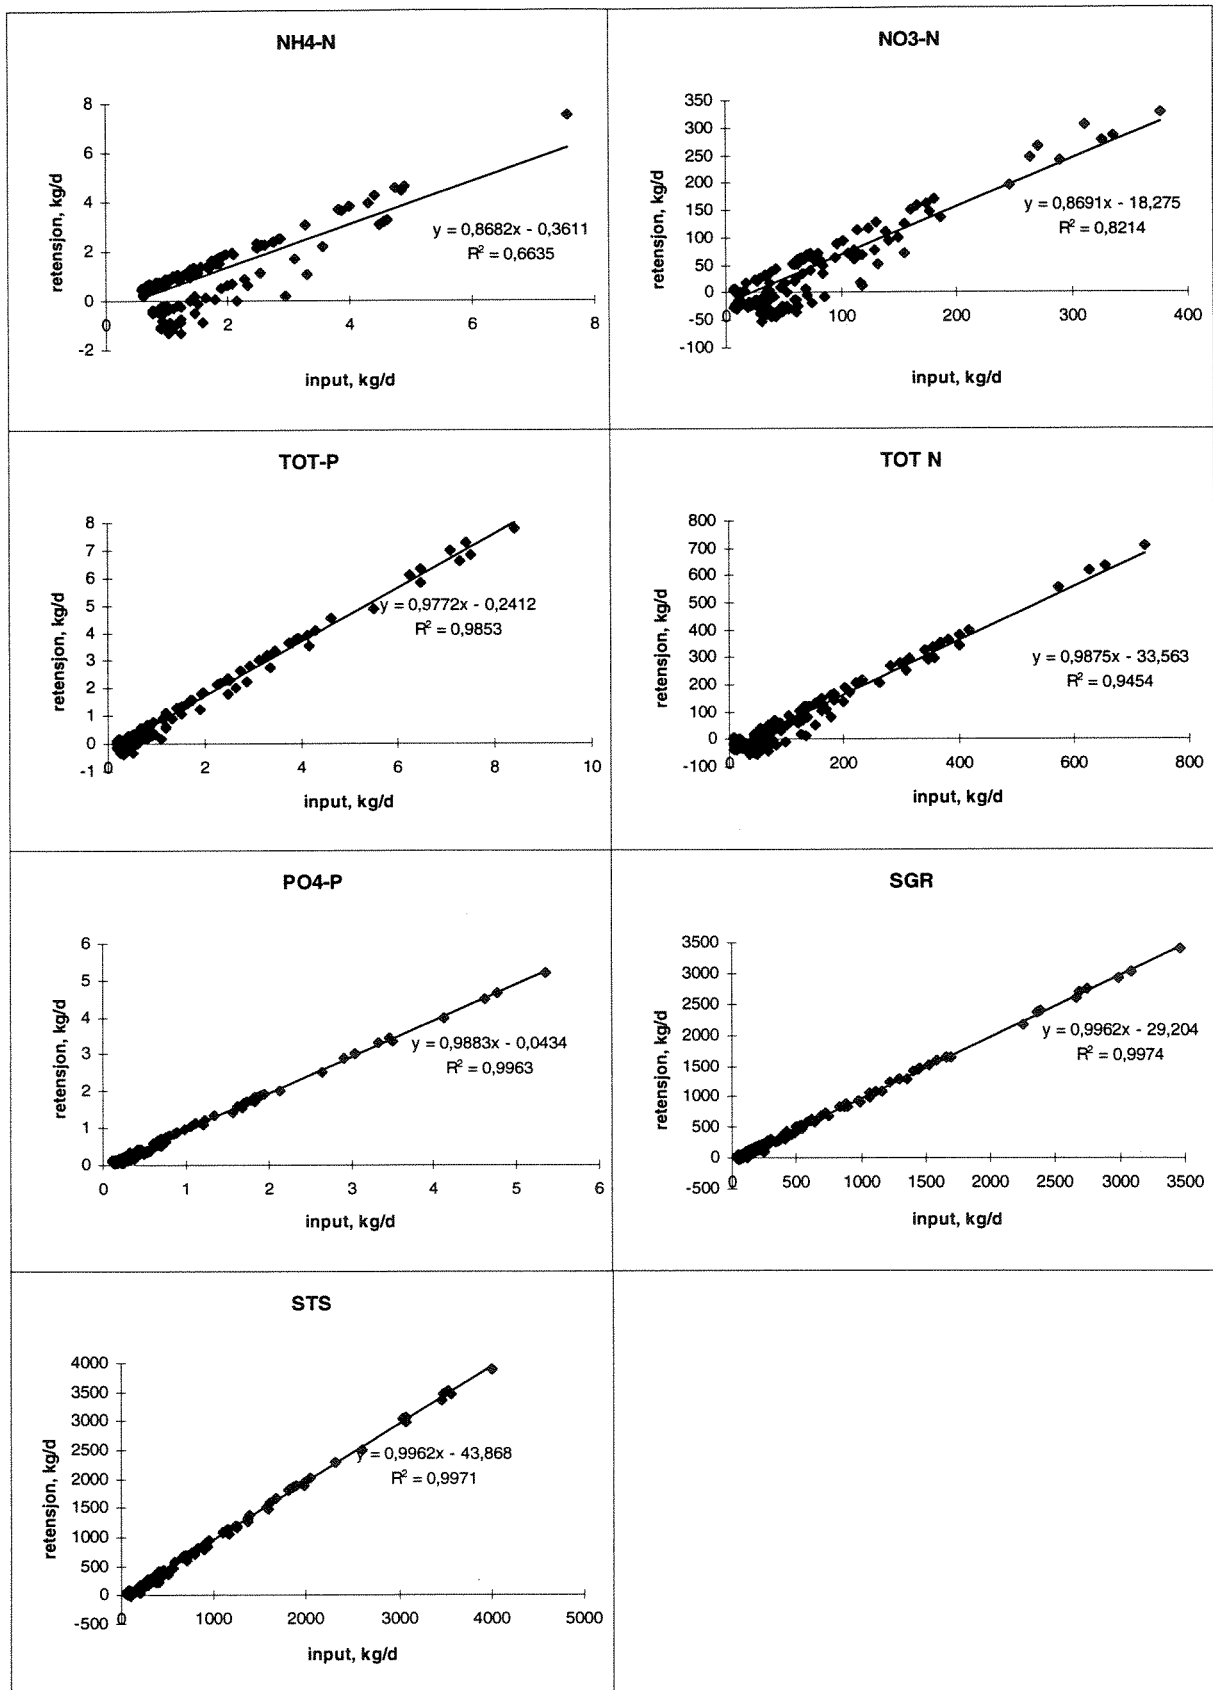 NH4-N
8
6
4
2
0
-2
0
2
4
6
8
retensjon, kg/d
y = 0,8682x - 0,3611
R² = 0,6635
input, kg/d
NO3-N
350
300
250
200
150
100
50
0
-50
-100
0
100
200
300
400
retensjon, kg/d
y = 0,8691x - 18,275
R² = 0,8214
input, kg/d
TOT-P
8
7
6
5
4
3
2
1
0
-1
0
2
4
6
8
10
retensjon, kg/d
y = 0,9772x - 0,2412
R² = 0,9853
input, kg/d
TOT N
800
700
600
500
400
300
200
100
0
-100
0
200
400
600
800
retensjon, kg/d
y = 0,9875x - 33,563
R² = 0,9454
input, kg/d
PO4-P
6
5
4
3
2
1
0
0
1
2
3
4
5
6
retensjon, kg/d
y = 0,9883x - 0,0434
R² = 0,9963
input, kg/d
SGR
3500
3000
2500
2000
1500
1000
500
0
-500
0
500
1000
1500
2000
2500
3000
3500
retensjon, kg/d
y = 0,9962x - 29,204
R² = 0,9974
input, kg/d
STS
4000
3500
3000
2500
2000
1500
1000
500
0
-500
0
1000
2000
3000
4000
5000
retensjon, kg/d
y = 0,9962x - 43,868
R² = 0,9971
input, kg/d